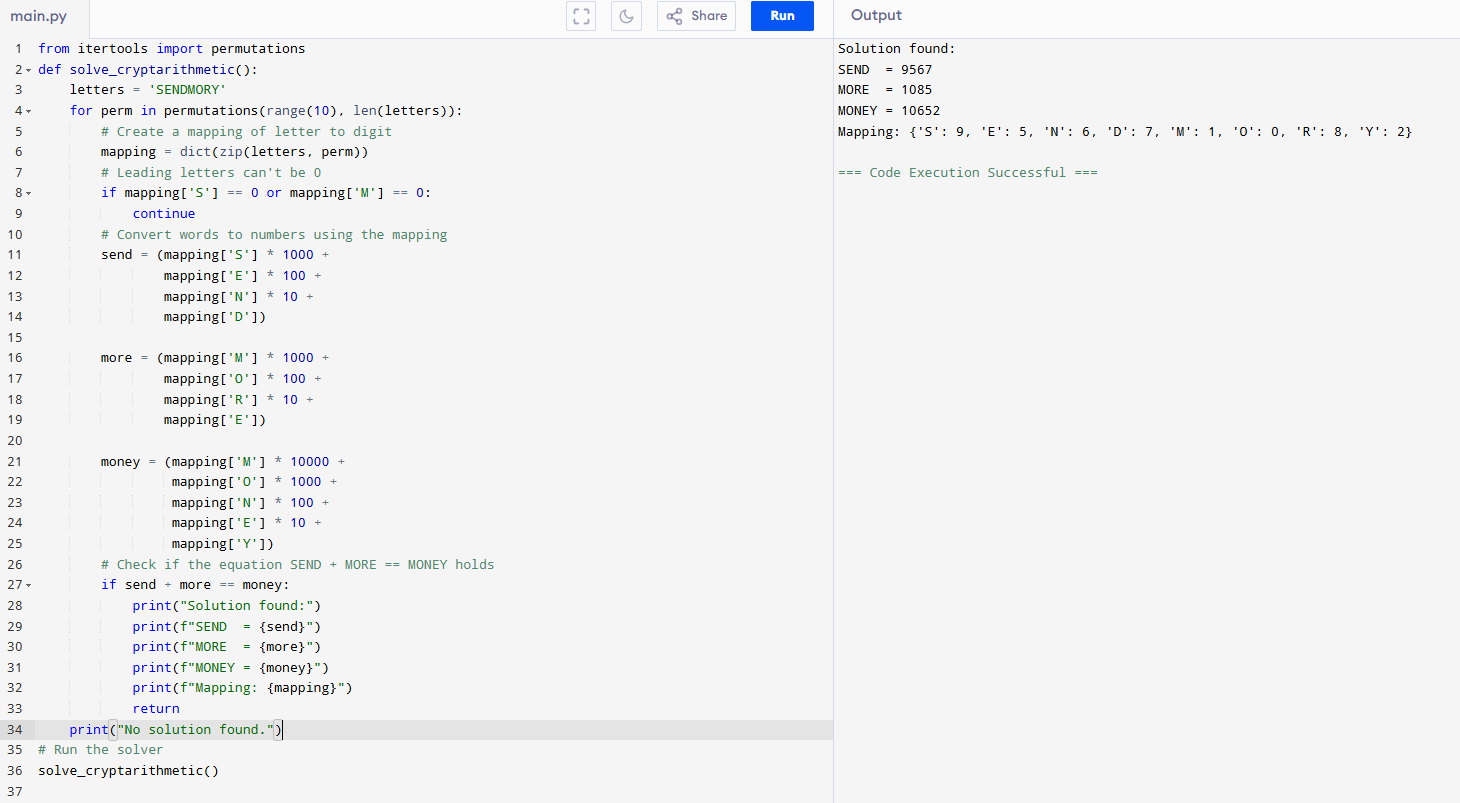 main.py
Share
Run
Output
1 from itertools import permutations
2 def solve_cryptarithmetic():
3     letters = 'SENDMORY'
4     for perm in permutations(range(10), len(letters)):
5         # Create a mapping of letter to digit
6         mapping = dict(zip(letters, perm))
7         # Leading letters can't be 0
8         if mapping['S'] == 0 or mapping['M'] == 0:
9             continue
10         # Convert words to numbers using the mapping
11         send = (mapping['S'] * 1000 +
12                 mapping['E'] * 100 +
13                 mapping['N'] * 10 +
14                 mapping['D'])
15
16         more = (mapping['M'] * 1000 +
17                 mapping['O'] * 100 +
18                 mapping['R'] * 10 +
19                 mapping['E'])
20
21         money = (mapping['M'] * 10000 +
22                  mapping['O'] * 1000 +
23                  mapping['N'] * 100 +
24                  mapping['E'] * 10 +
25                  mapping['Y'])
26         # Check if the equation SEND + MORE == MONEY holds
27         if send + more == money:
28             print("Solution found:")
29             print(f"SEND  = {send}")
30             print(f"MORE  = {more}")
31             print(f"MONEY = {money}")
32             print(f"Mapping: {mapping}")
33             return
34     print("No solution found.")
35 # Run the solver
36 solve_cryptarithmetic()
37
Solution found:
SEND  = 9567
MORE  = 1085
MONEY = 10652
Mapping: {'S': 9, 'E': 5, 'N': 6, 'D': 7, 'M': 1, 'O': 0, 'R': 8, 'Y': 2}
=== Code Execution Successful ===